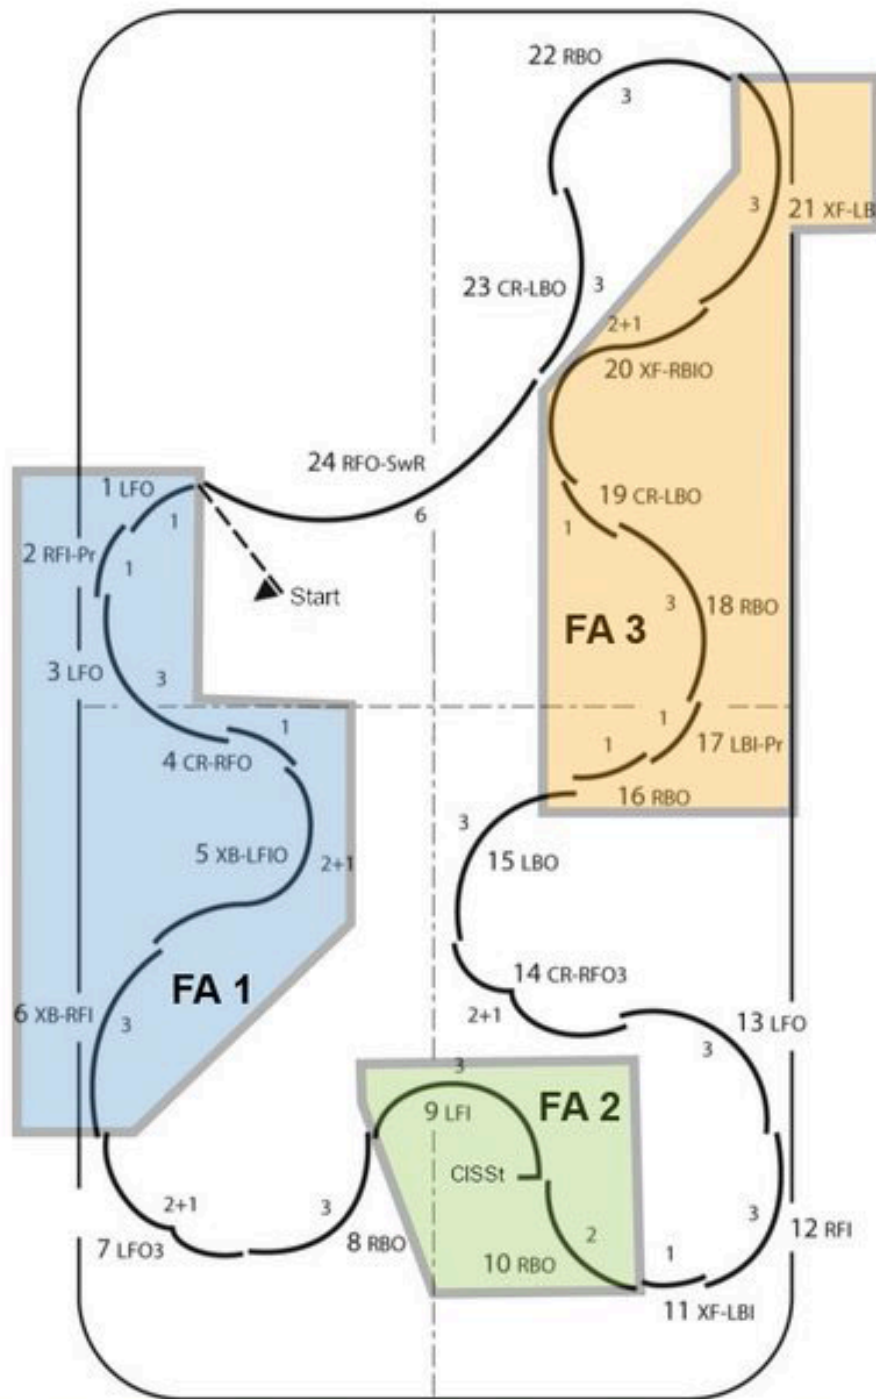 22 RBO
3
3
21 XF-LB
23 CR-LBO
3
2+1
20 XF-RBIO
24 RFO-SwR
6
1 LFO
1
19 CR-LBO
1
2 RFI-Pr
1
Start
3
18 RBO
FA 3
3 LFO
3
1
1
1
17 LBI-Pr
4 CR-RFO
16 RBO
3
5 XB-LFIO
2+1
15 LBO
14 CR-RFO3
FA 1
2+1
6 XB-RFI
3
13 LFO
3
3
FA 2
9 LFI
CISSt
2+1
3
3
12 RFI
7 LFO3
8 RBO
2
1
10 RBO
11 XF-LBI